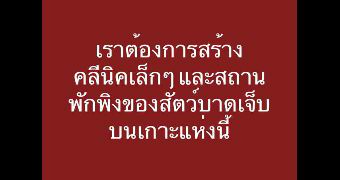 เราต้องการสร้าง
คลีนิคเล็กๆ และสถาน
พักพิงของสัตว์บาดเจ็บ
บนเกาะแห่งนี้